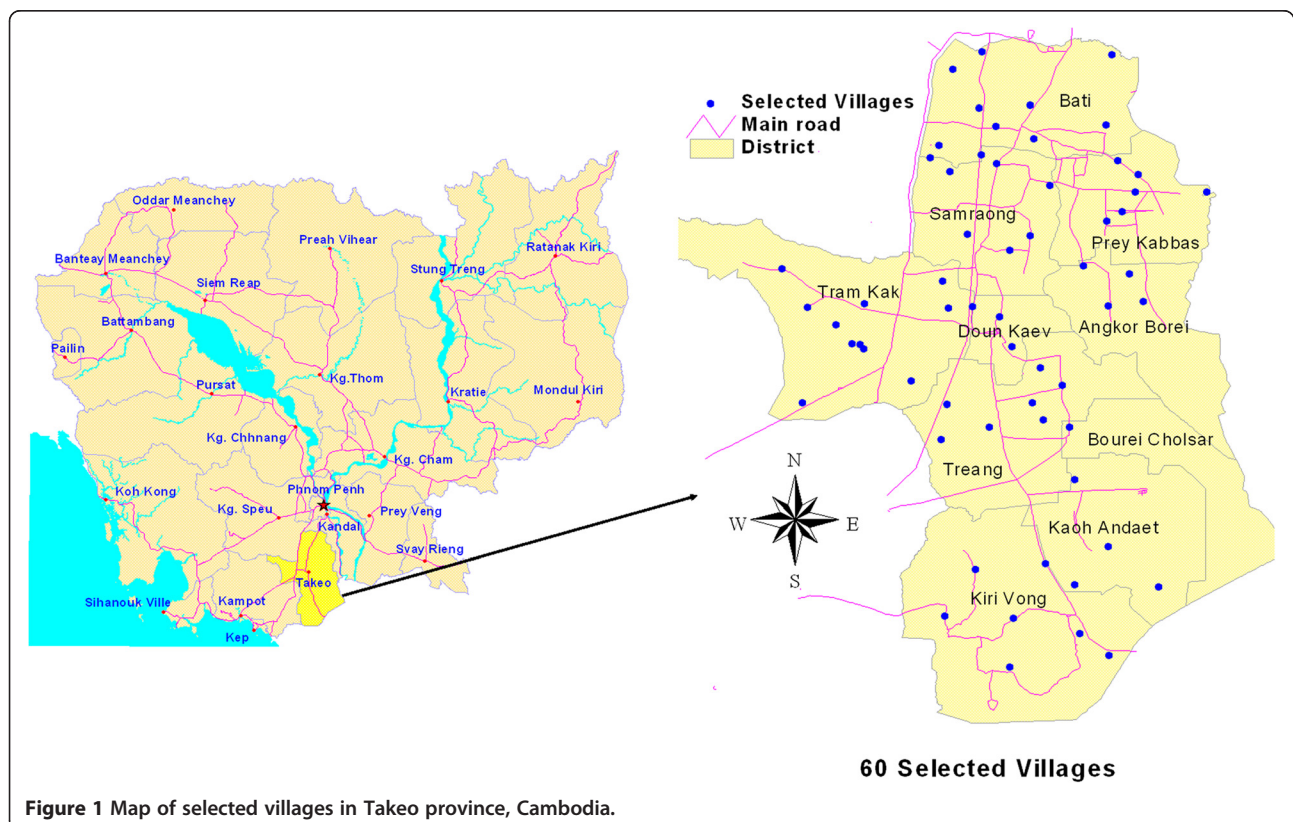 Oddar Meanchey
Preah Vihear
Ratanak Kiri
Banteay Meanchey
Siem Reap
Stung Treng
Battambang
Pailin
Pursat
Kg.Thom
Kratie
Mondul Kiri
Kg. Chhnang
Kg. Cham
Koh Kong
Phnom Penh
Kg. Speu
Kandal
Prey Veng
Svay Rieng
Takeo
Sihanouk Ville
Kampot
Kep
Selected Villages
Main road
District
Bati
Samraong
Prey Kabbas
Tram Kak
Doun Kaev
Angkor Borei
Bourei Cholsar
Treang
Kaoh Andaet
Kiri Vong
N
W
E
S
60 Selected Villages
Figure 1 Map of selected villages in Takeo province, Cambodia.